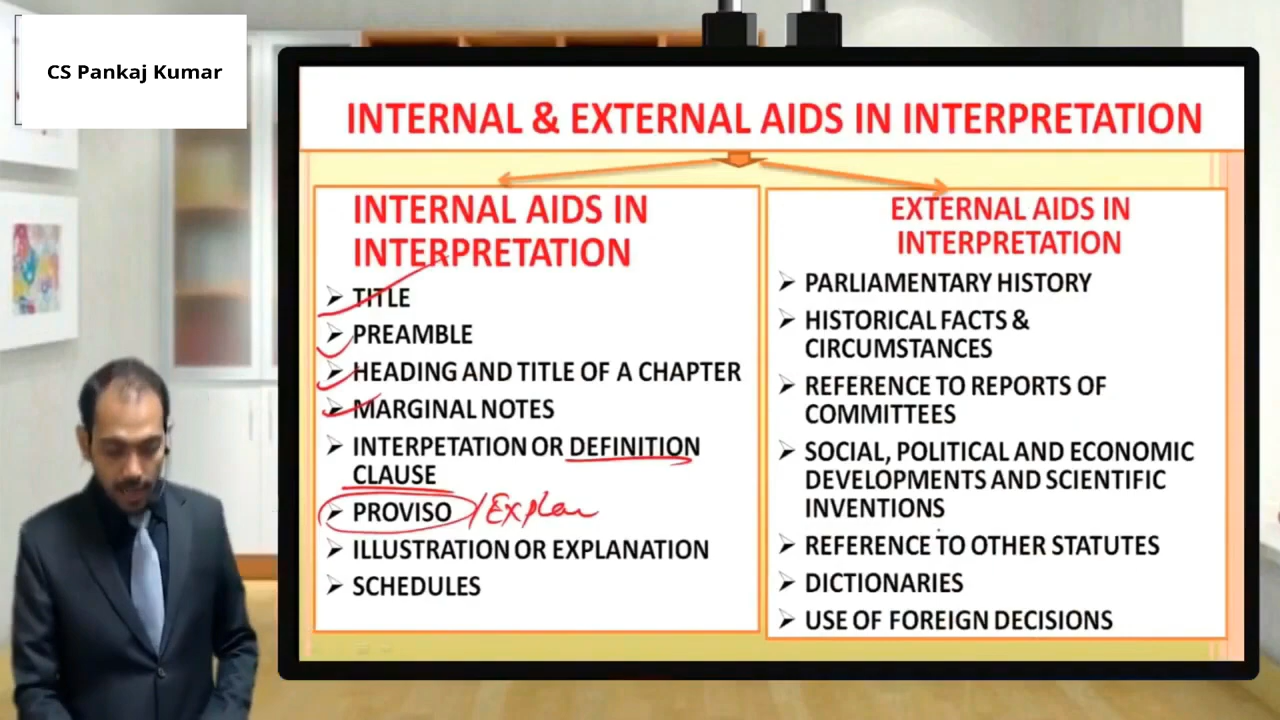 CS Pankaj Kumar
INTERNAL & EXTERNAL AIDS IN INTERPRETATION
INTERNAL AIDS IN
INTERPRETATION
TITLE
PREAMBLE
HEADING AND TITLE OF A CHAPTER
MARGINAL NOTES
INTERPETATION OR DEFINITION
CLAUSE
PROVISO /Explan
ILLUSTRATION OR EXPLANATION
SCHEDULES
EXTERNAL AIDS IN
INTERPRETATION
PARLIAMENTARY HISTORY
HISTORICAL FACTS &
CIRCUMSTANCES
REFERENCE TO REPORTS OF
COMMITTEES
SOCIAL, POLITICAL AND ECONOMIC
DEVELOPMENTS AND SCIENTIFIC
INVENTIONS
REFERENCE TO OTHER STATUTES
DICTIONARIES
USE OF FOREIGN DECISIONS